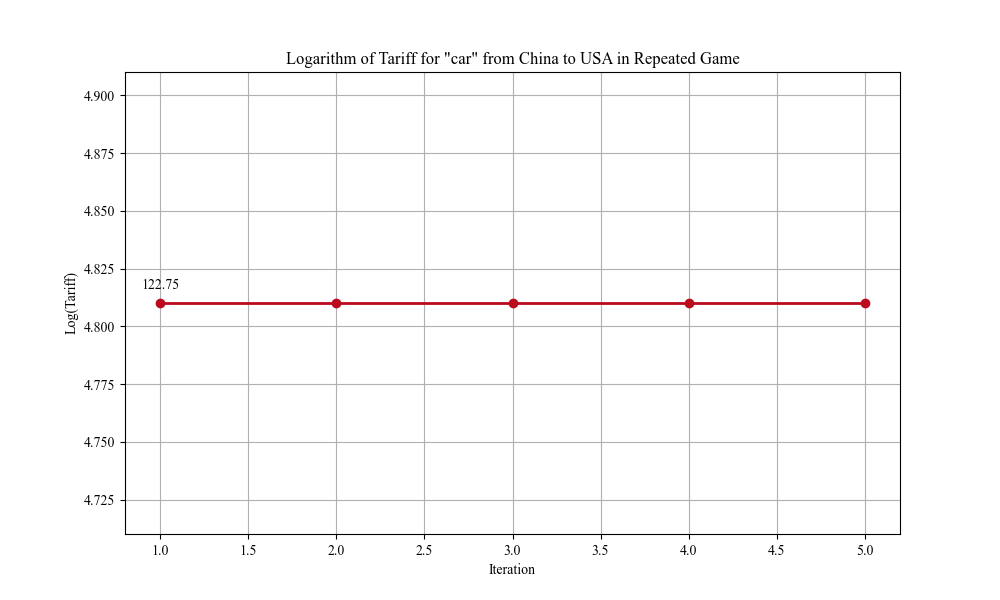 Logarithm of Tariff for "car" from China to USA in Repeated Game
4.900
4.875
4.850
4.825
4.800
4.775
4.750
4.725
Log(Tariff)
122.75
1.0 1.5 2.0 2.5 3.0 3.5 4.0 4.5 5.0
Iteration